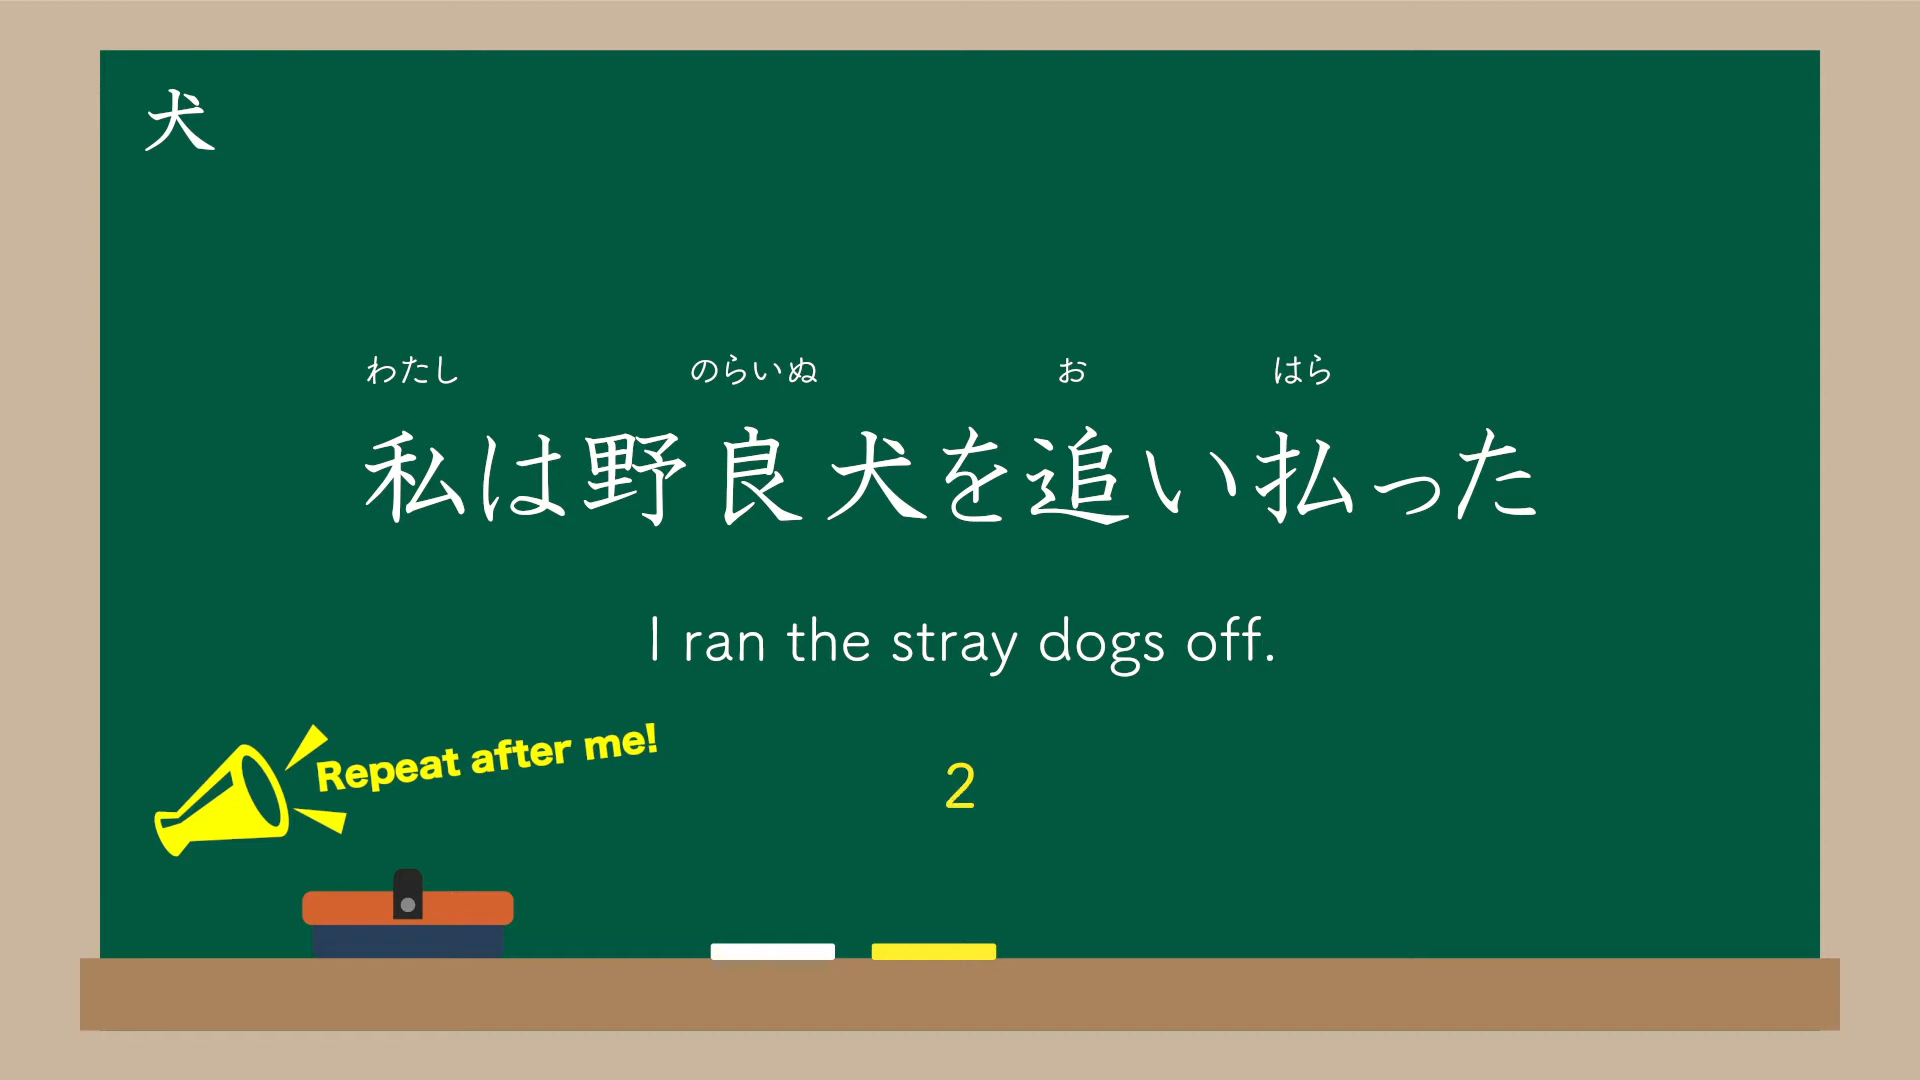 犬
わたし のらいぬ お はら
私は野良犬を追い払った
I ran the stray dogs off.
Repeat after me!
2